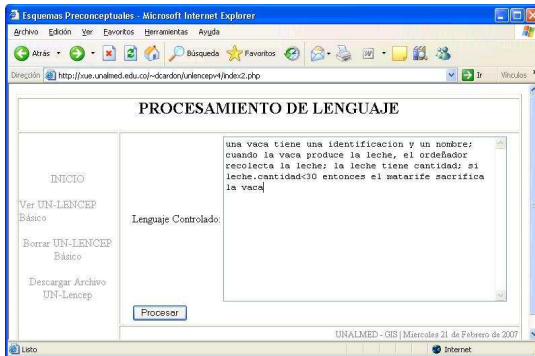 Esquemas Preconceptuales - Microsoft Internet Explorer
Archivo Edición Ver Favoritos Herramientas Ayuda
Atrás Búsqueda Favoritos
Dirección http://xue.unalmed.edu.co/~dcardon/unlencepv4/index2.php Ir Vínculos
PROCESAMIENTO DE LENGUAJE
INICIO
Ver UN-LENCEP
Básico
Borrar UN-LENCEP
Básico
Descargar Archivo
UN-Lencep
Lenguaje Controlado:
una vaca tiene una identificacion y un nombre;
cuando la vaca produce la leche, el ordeñador
recolecta la leche; la leche tiene cantidad; si
leche.cantidad<30 entonces el matarife sacrifica
la vaca
Procesar
UNALMED - GIS | Miercoles 21 de Febrero de 2007
Listo Internet